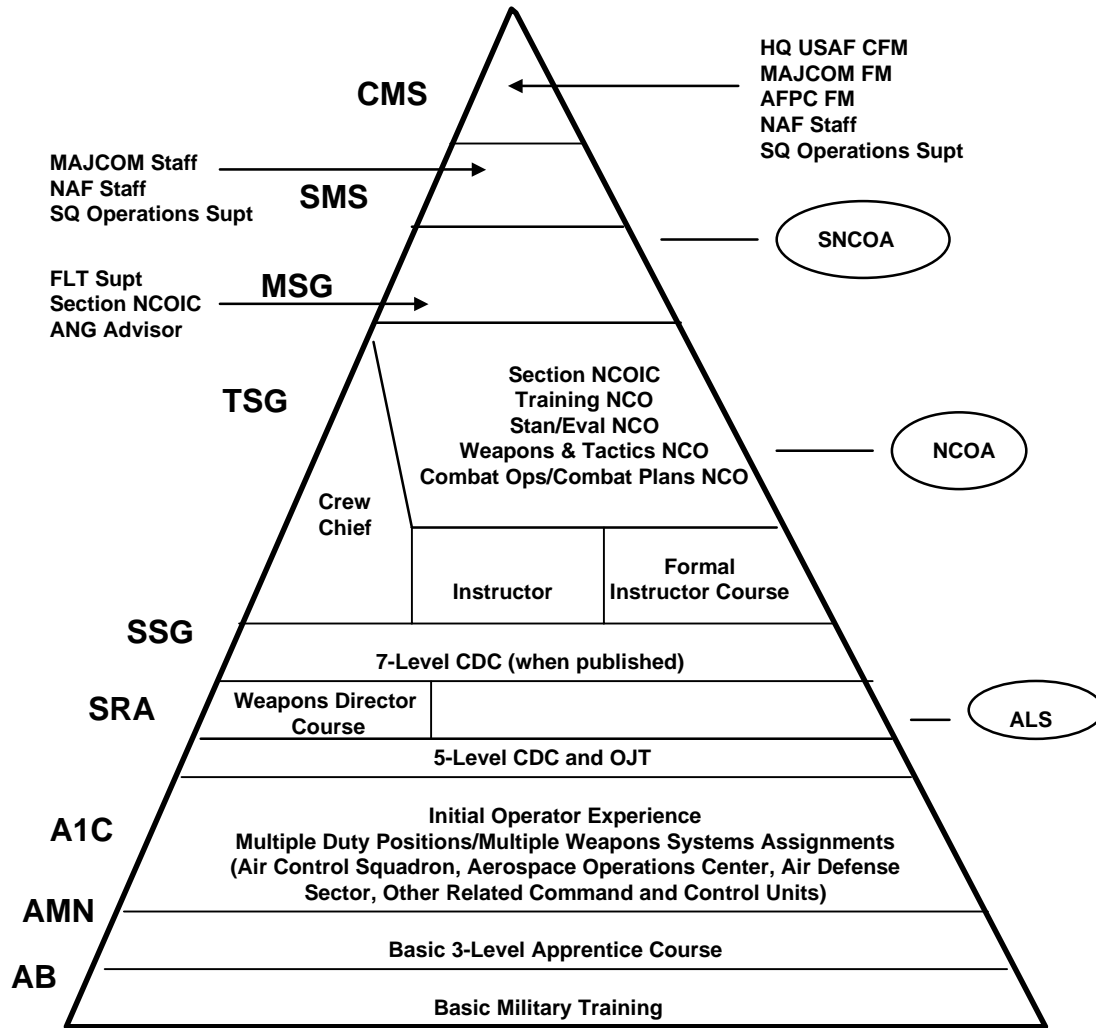 CMS
HQ USAF CFM
MAJCOM FM
AFPC FM
NAF Staff
SQ Operations Supt
MAJCOM Staff
NAF Staff
SQ Operations Supt
SMS
SNCOA
FLT Supt
Section NCOIC
ANG Advisor
MSG
TSG
Section NCOIC
Training NCO
Stan/Eval NCO
Weapons & Tactics NCO
Combat Ops/Combat Plans NCO
NCOA
Crew
Chief
Instructor
Formal
Instructor Course
SSG
7-Level CDC (when published)
SRA
Weapons Director
Course
ALS
5-Level CDC and OJT
A1C
Initial Operator Experience
Multiple Duty Positions/Multiple Weapons Systems Assignments
(Air Control Squadron, Aerospace Operations Center, Air Defense
Sector, Other Related Command and Control Units)
AMN
Basic 3-Level Apprentice Course
AB
Basic Military Training